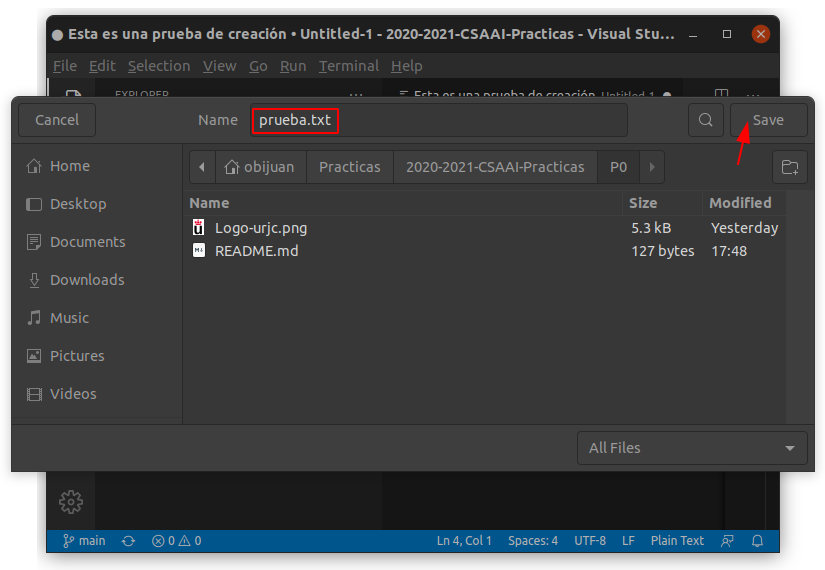 Esta es una prueba de creación • Untitled-1 - 2020-2021-CSAAI-Practicas - Visual Stu...
File Edit Selection View Go Run Terminal Help
EXPLORER ... Esta es una prueba de creación Untitled-1 ...
Cancel Name prueba.txt Save
Home obijuan Practicas 2020-2021-CSAAI-Practicas P0
Desktop
Name Size Modified
Documents
Logo-urjc.png 5.3 kB Yesterday
README.md 127 bytes 17:48
Downloads
Music
Pictures
Videos
All Files
main 0 0 Ln 4, Col 1 Spaces: 4 UTF-8 LF Plain Text